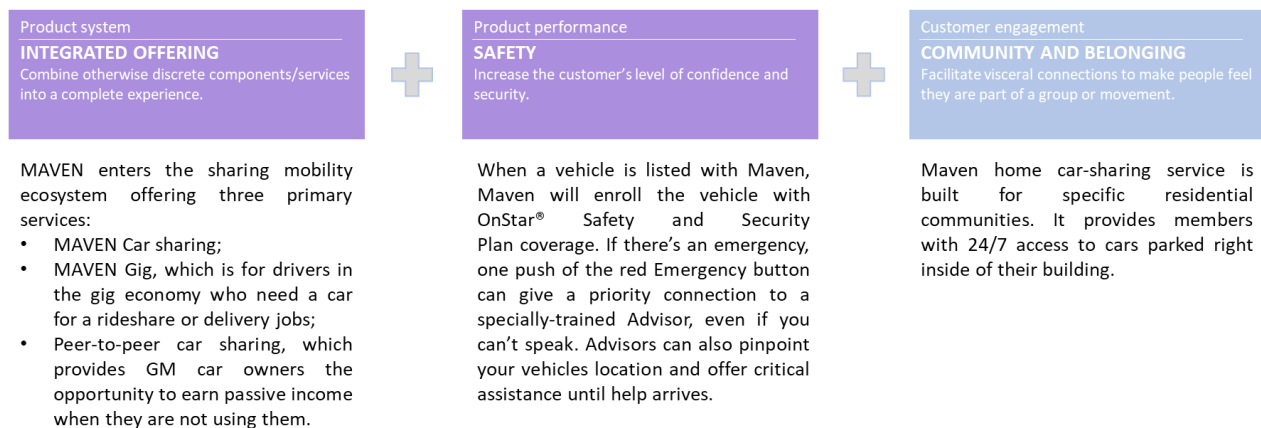 Product system
INTEGRATED OFFERING
Combine otherwise discrete components/services
into a complete experience.
MAVEN enters the sharing mobility
ecosystem offering three primary
services:
• MAVEN Car sharing;
• MAVEN Gig, which is for drivers in
the gig economy who need a car
for a rideshare or delivery jobs;
• Peer-to-peer car sharing, which
provides GM car owners the
opportunity to earn passive income
when they are not using them.
Product performance
SAFETY
Increase the customer's level of confidence and
security.
When a vehicle is listed with Maven,
Maven will enroll the vehicle with
OnStar® Safety and Security
Plan coverage. If there's an emergency,
one push of the red Emergency button
can give a priority connection to a
specially-trained Advisor, even if you
can't speak. Advisors can also pinpoint
your vehicles location and offer critical
assistance until help arrives.
Customer engagement
COMMUNITY AND BELONGING
Facilitate visceral connections to make people feel
they are part of a group or movement.
Maven home car-sharing service is
built for specific residential
communities. It provides members
with 24/7 access to cars parked right
inside of their building.